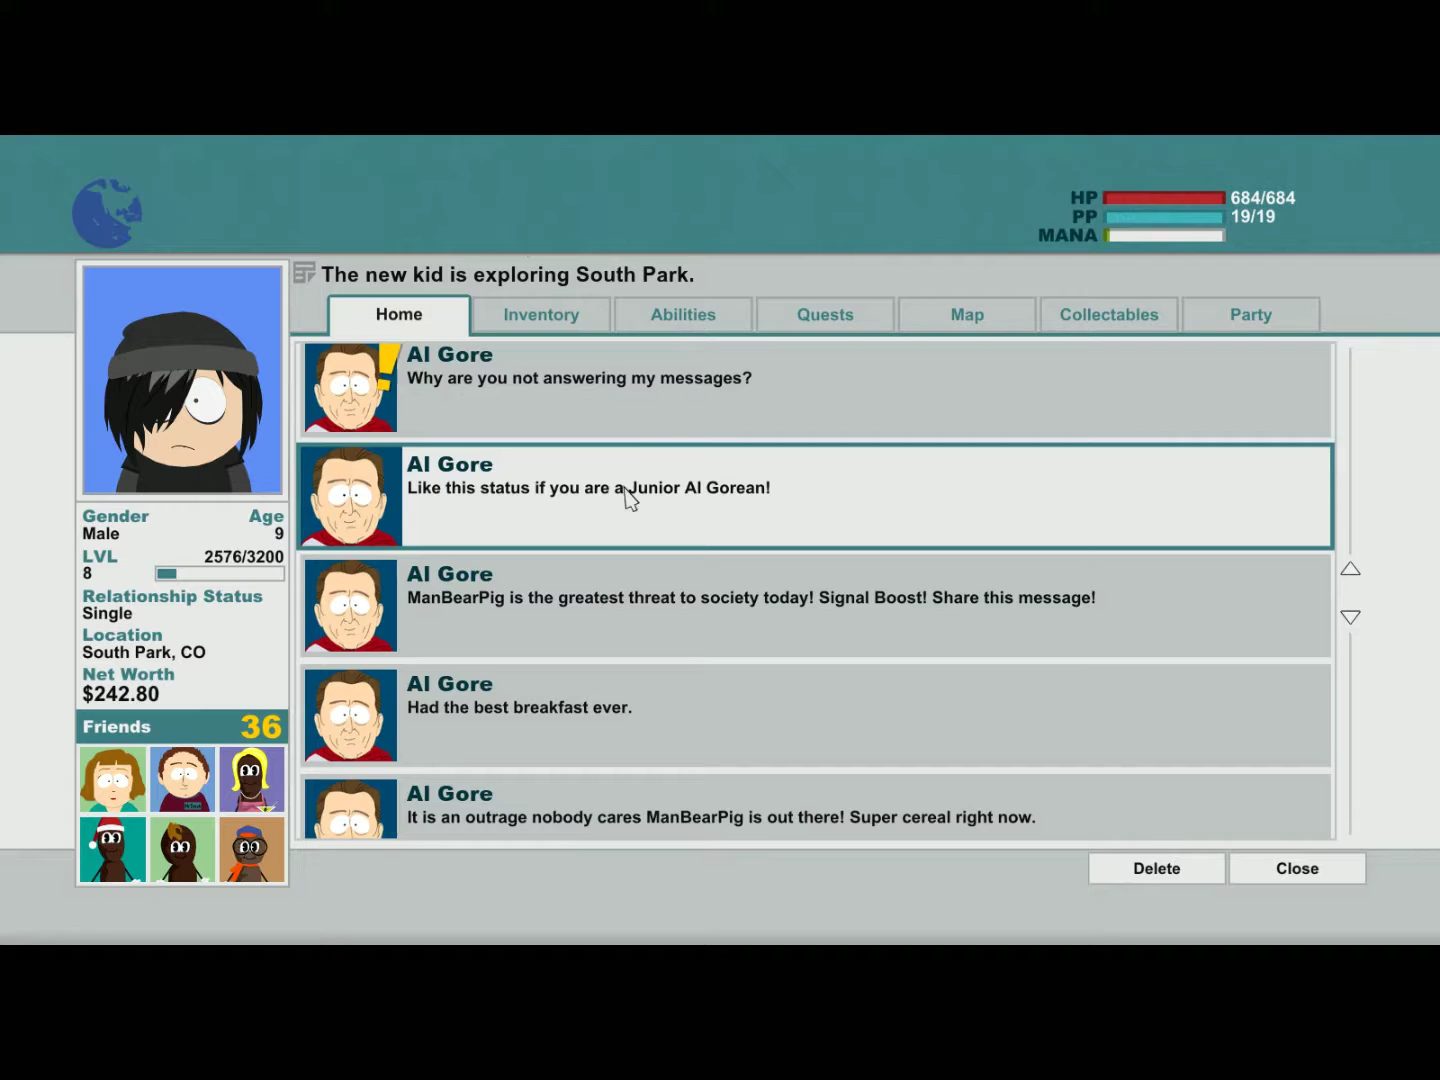 HP 684/684
PP 19/19
MANA
The new kid is exploring South Park.
Home Inventory Abilities Quests Map Collectables Party
Al Gore
Why are you not answering my messages?
Al Gore
Like this status if you are a Junior Al Gorean!
Al Gore
ManBearPig is the greatest threat to society today! Signal Boost! Share this message!
Al Gore
Had the best breakfast ever.
Al Gore
It is an outrage nobody cares ManBearPig is out there! Super cereal right now.
Gender Age
Male 9
LVL 2576/3200
8
Relationship Status
Single
Location
South Park, CO
Net Worth
$242.80
Friends 36
Delete Close